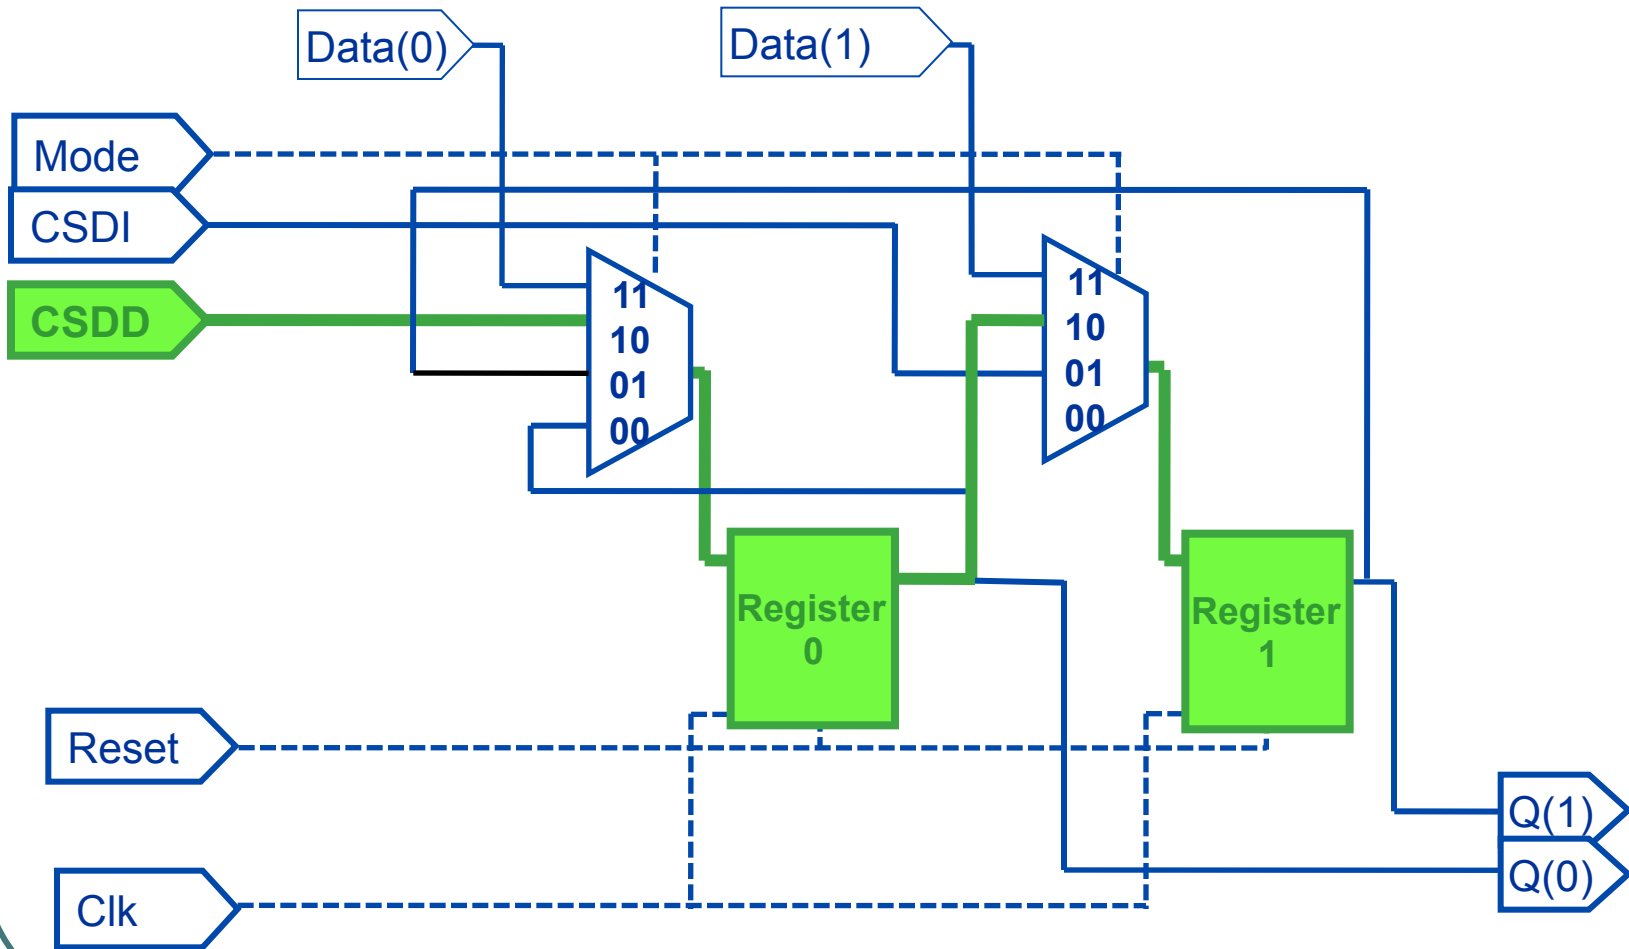 Data(0)
Data(1)
Mode
CSDI
CSDD
11
10
01
00
11
10
01
00
Register
0
Register
1
Reset
Clk
Q(1)
Q(0)